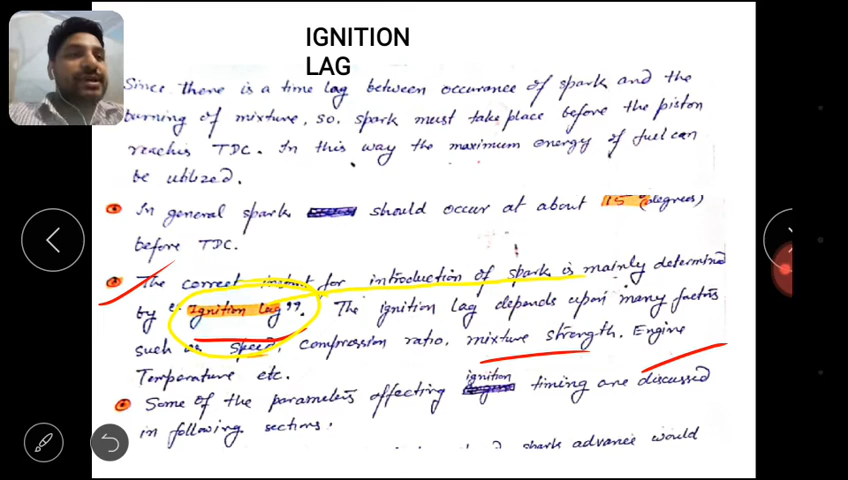 IGNITION
LAG
Since there is a time lag between occurance of spark and the
burning of mixture, so. spark must take place before the piston
reaches TDC. In this way the maximum energy of fuel can
be utilized.
In general spark should occur at about 15° (degrees)
before TDC.
The correct instant for introduction of spark is mainly determined
by "Ignition Lag". The ignition lag depends upon many factors
such as speed, compression ratio, mixture strength. Engine
Temperature etc.
Some of the parameters affecting ignition timing are discussed
in following sections.
spark advance would